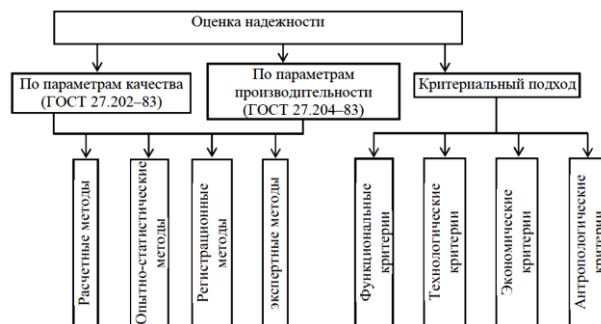 Оценка надежности
По параметрам качества
(ГОСТ 27.202–83)
По параметрам
производительности
(ГОСТ 27.204–83)
Критериальный подход
Расчетные методы
Опытно-статистические
методы
Регистрационные
методы
экспертные методы
Функциональные
критерии
Технологические
критерии
Экономические
критерии
Антропологические
критерии